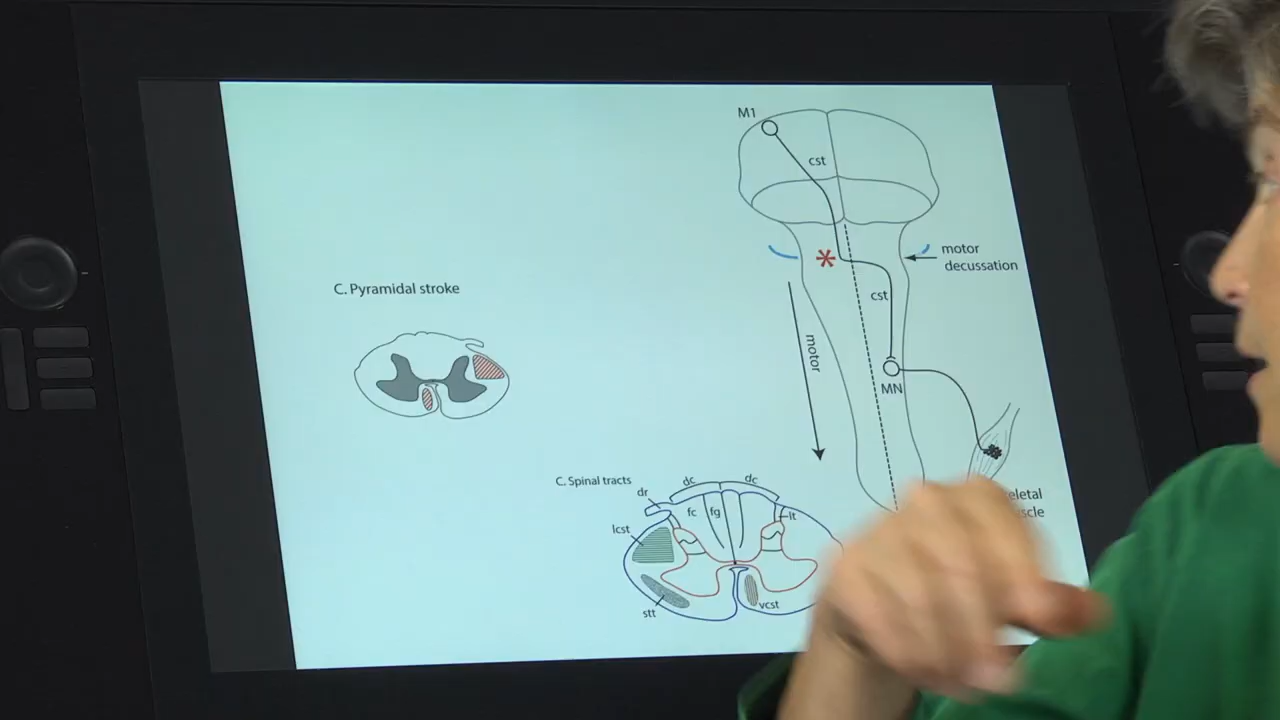 M1
cst
motor
decussation
C. Pyramidal stroke
cst
motor
MN
C. Spinal tracts
dc
dc
dr
fc
fg
lt
lcst
stt
vcst